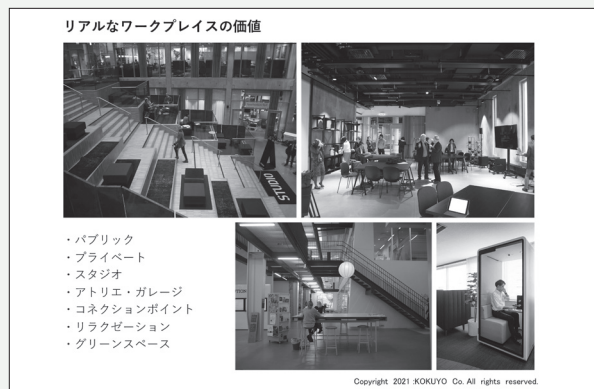 リアルなワークプレイスの価値
STUDIO
・パブリック
・プライベート
・スタジオ
・アトリエ・ガレージ
・コネクションポイント
・リラクゼーション
・グリーンスペース
Copyright 2021 :KOKUYO Co. All rights reserved.